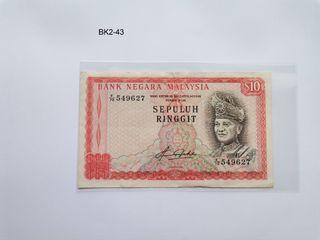 BK2-43
$10
BANK NEGARA MALAYSIA
549627
SEPULUH
RINGGIT
549627